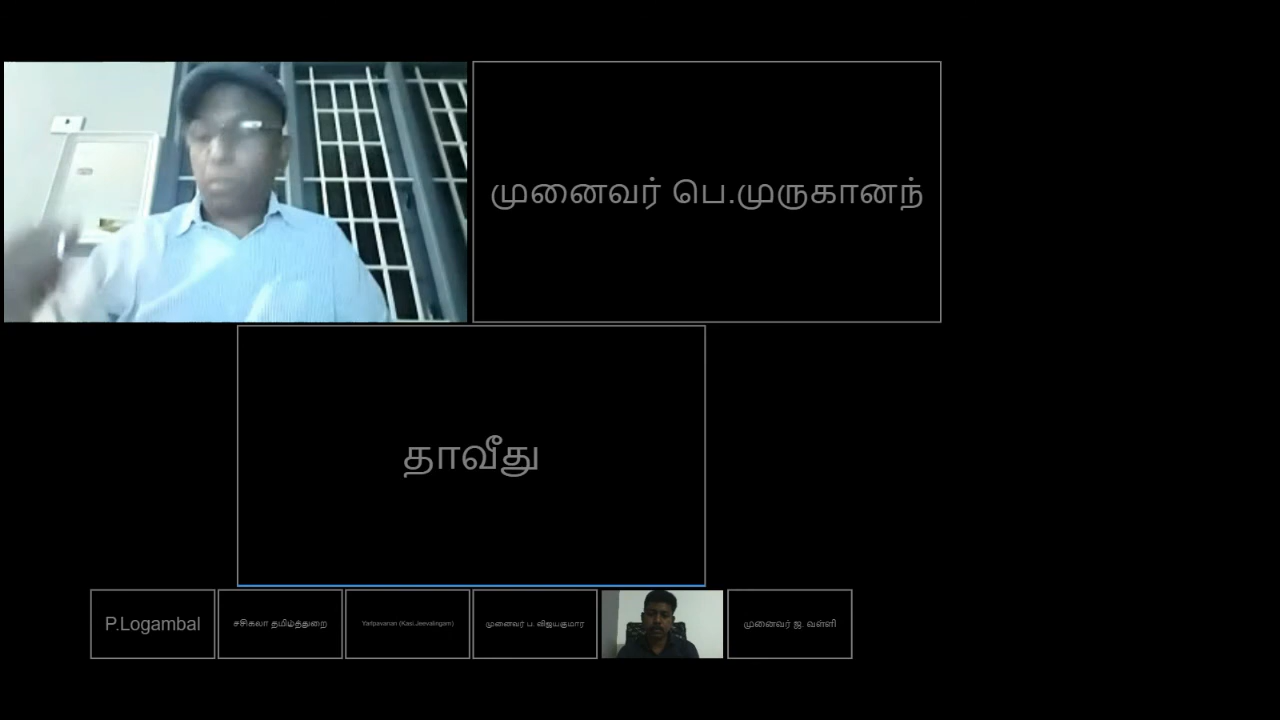 முனைவர் பெ.முருகானந்
தாவீது
P.Logambal
சசிகலா தமிழ்த்துறை
Yarlpavanan (Kasi.Jeevalingam)
முனைவர் ப. விஜயகுமார
முனைவர் ஜ. வள்ளி